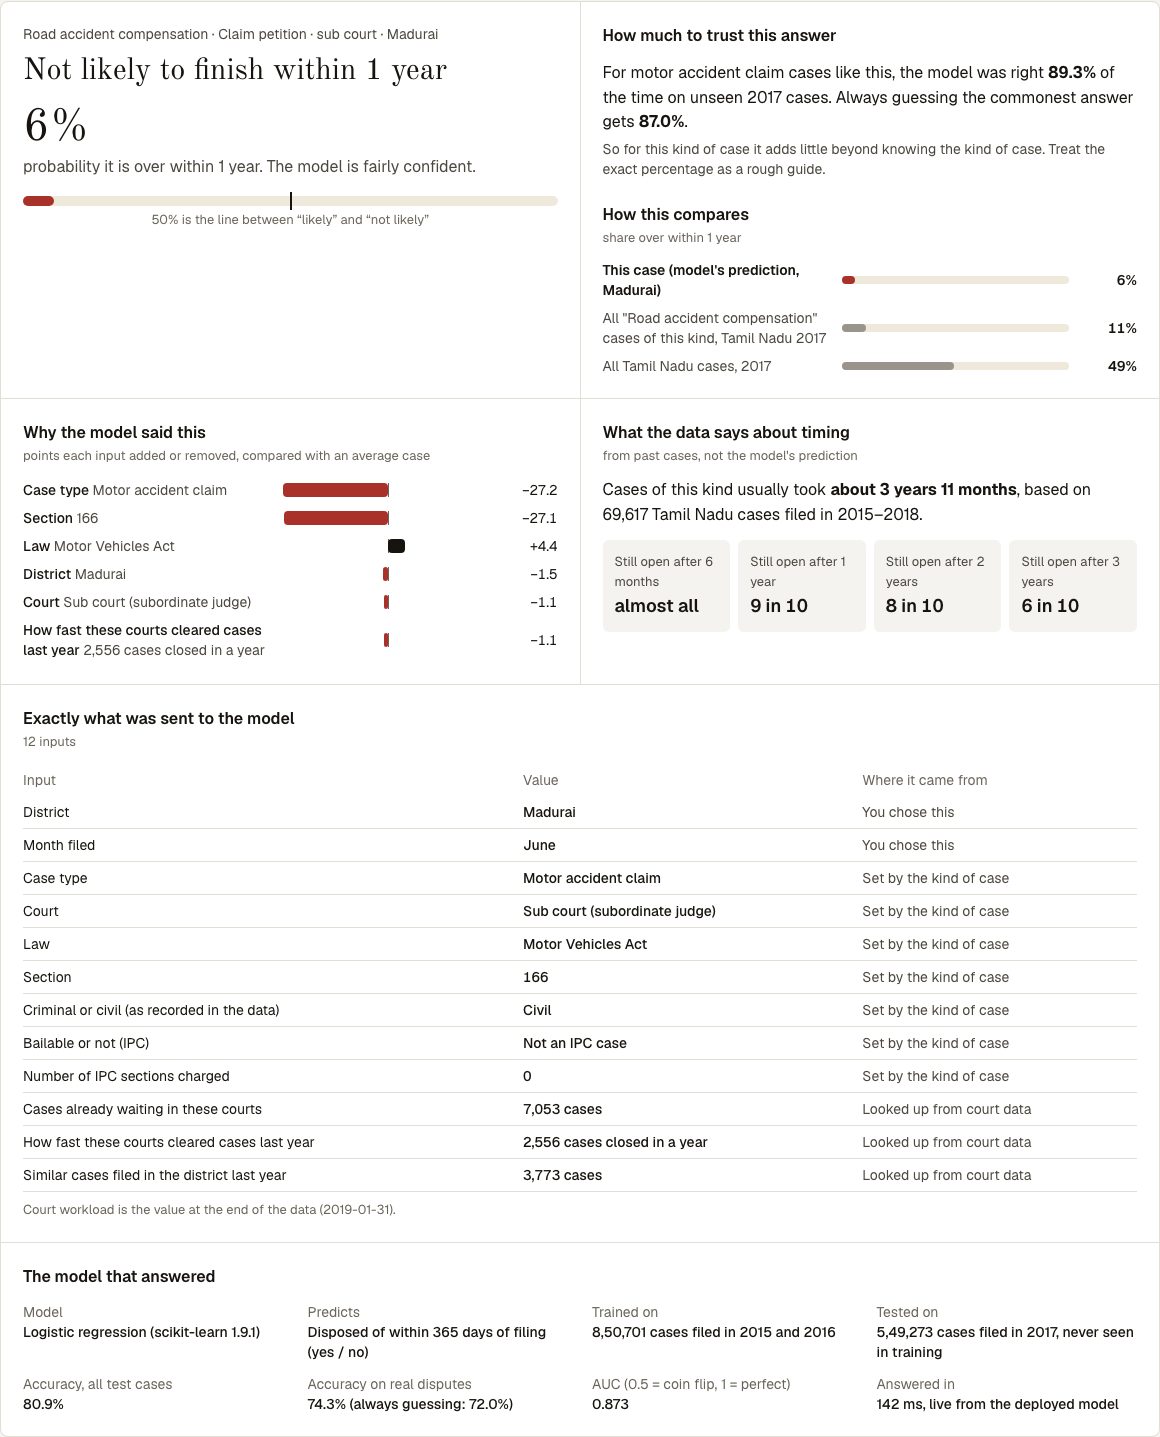 Road accident compensation · Claim petition · sub court · Madurai
Not likely to finish within 1 year
6%
probability it is over within 1 year. The model is fairly confident.
50% is the line between “likely” and “not likely”
How much to trust this answer
For motor accident claim cases like this, the model was right 89.3% of
the time on unseen 2017 cases. Always guessing the commonest answer
gets 87.0%.
So for this kind of case it adds little beyond knowing the kind of case. Treat the
exact percentage as a rough guide.
How this compares
share over within 1 year
This case (model's prediction,
Madurai)
6%
All "Road accident compensation"
cases of this kind, Tamil Nadu 2017
11%
All Tamil Nadu cases, 2017
49%
Why the model said this
points each input added or removed, compared with an average case
Case type Motor accident claim
−27.2
Section 166
−27.1
Law Motor Vehicles Act
+4.4
District Madurai
−1.5
Court Sub court (subordinate judge)
−1.1
How fast these courts cleared cases
last year 2,556 cases closed in a year
−1.1
What the data says about timing
from past cases, not the model's prediction
Cases of this kind usually took about 3 years 11 months, based on
69,617 Tamil Nadu cases filed in 2015–2018.
Still open after 6
months
almost all
Still open after 1
year
9 in 10
Still open after 2
years
8 in 10
Still open after 3
years
6 in 10
Exactly what was sent to the model
12 inputs
Input Value Where it came from
District Madurai You chose this
Month filed June You chose this
Case type Motor accident claim Set by the kind of case
Court Sub court (subordinate judge) Set by the kind of case
Law Motor Vehicles Act Set by the kind of case
Section 166 Set by the kind of case
Criminal or civil (as recorded in the data) Civil Set by the kind of case
Bailable or not (IPC) Not an IPC case Set by the kind of case
Number of IPC sections charged 0 Set by the kind of case
Cases already waiting in these courts 7,053 cases Looked up from court data
How fast these courts cleared cases last year 2,556 cases closed in a year Looked up from court data
Similar cases filed in the district last year 3,773 cases Looked up from court data
Court workload is the value at the end of the data (2019-01-31).
The model that answered
Model
Logistic regression (scikit-learn 1.9.1)
Predicts
Disposed of within 365 days of filing
(yes / no)
Trained on
8,50,701 cases filed in 2015 and 2016
Tested on
5,49,273 cases filed in 2017, never seen
in training
Accuracy, all test cases
80.9%
Accuracy on real disputes
74.3% (always guessing: 72.0%)
AUC (0.5 = coin flip, 1 = perfect)
0.873
Answered in
142 ms, live from the deployed model